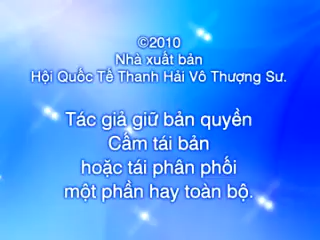 ©2010
Nhà xuất bản
Hội Quốc Tế Thanh Hải Vô Thượng Sư.
Tác giả giữ bản quyền
Cấm tái bản
hoặc tái phân phối
một phần hay toàn bộ.